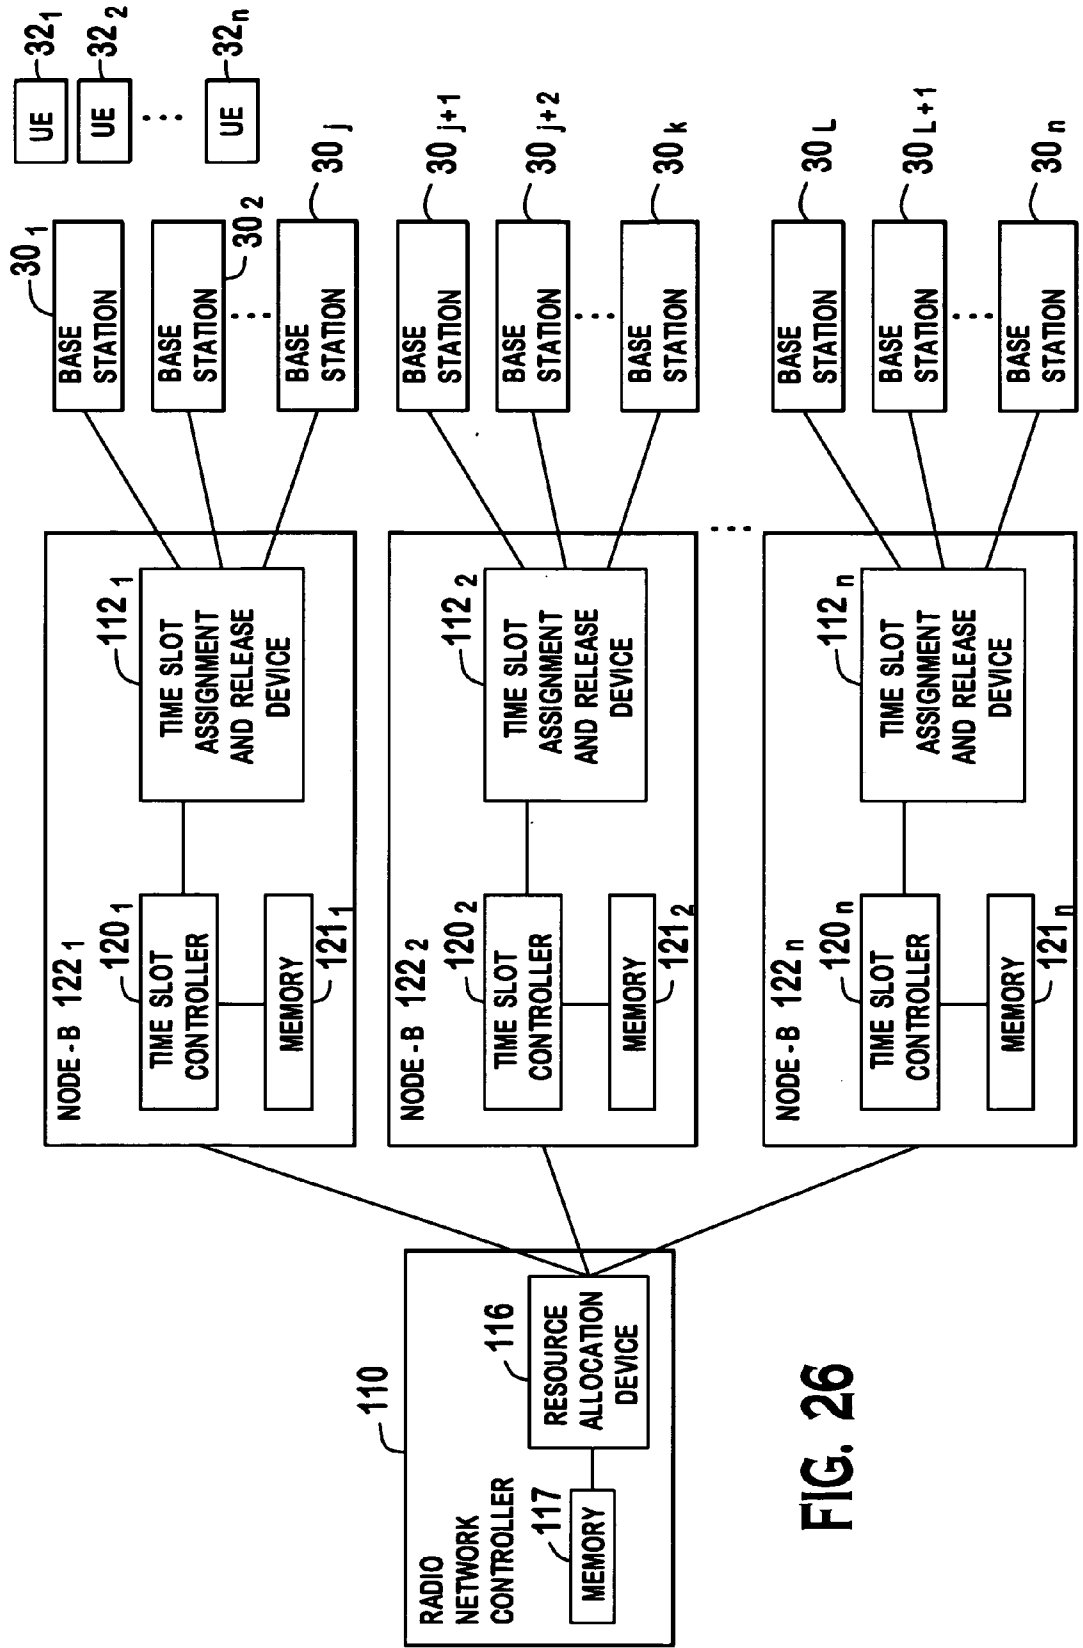 RADIO
NETWORK
CONTROLLER
110
MEMORY
117
RESOURCE
ALLOCATION
DEVICE
116
NODE - B 122₁
TIME SLOT
CONTROLLER
120₁
MEMORY
121₁
TIME SLOT
ASSIGNMENT
AND RELEASE
DEVICE
112₁
BASE
STATION
30₁
BASE
STATION
30₂
BASE
STATION
30ⱼ
UE
32₁
UE
32₂
UE
32ₙ
NODE - B 122₂
TIME SLOT
CONTROLLER
120₂
MEMORY
121₂
TIME SLOT
ASSIGNMENT
AND RELEASE
DEVICE
112₂
BASE
STATION
30 j+1
BASE
STATION
30 j+2
BASE
STATION
30 k
NODE - B 122ₙ
TIME SLOT
CONTROLLER
120ₙ
MEMORY
121ₙ
TIME SLOT
ASSIGNMENT
AND RELEASE
DEVICE
112ₙ
BASE
STATION
30 L
BASE
STATION
30 L+1
BASE
STATION
30ₙ
FIG. 26